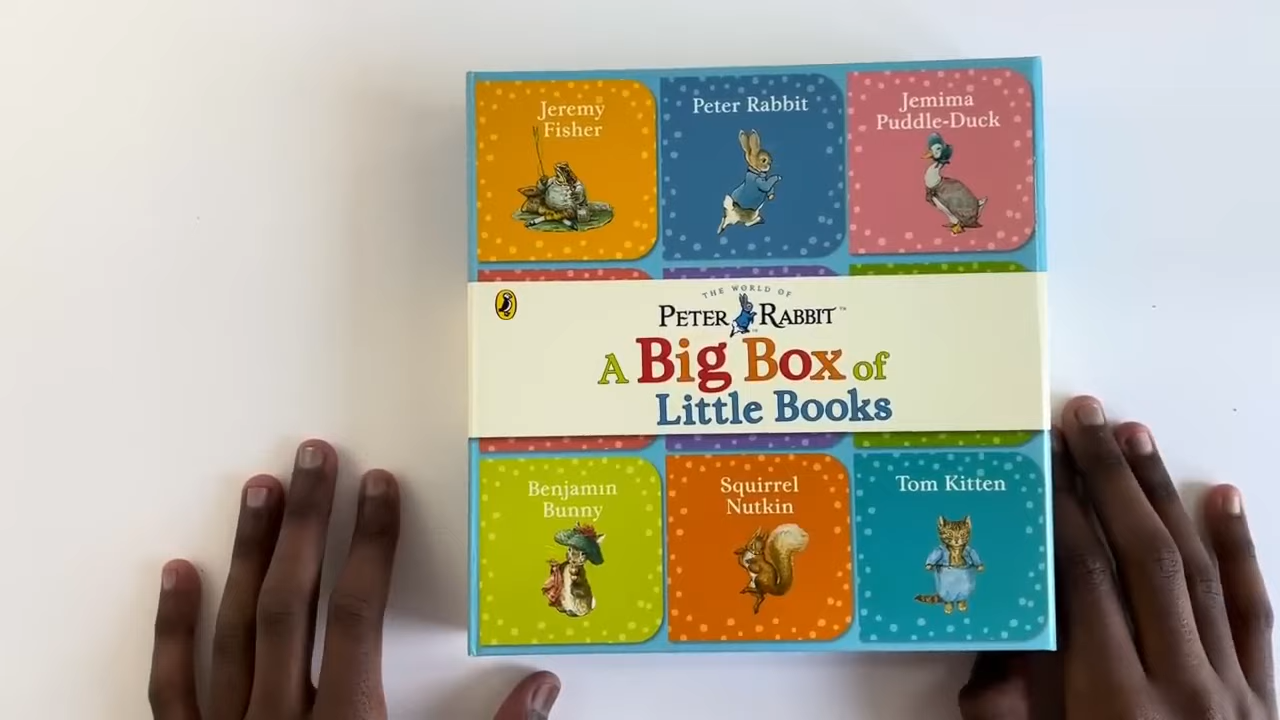 Jeremy
Fisher
Peter Rabbit
Jemima
Puddle-Duck
THE WORLD OF
PETER RABBIT™
A Big Box of
Little Books
Benjamin
Bunny
Squirrel
Nutkin
Tom Kitten